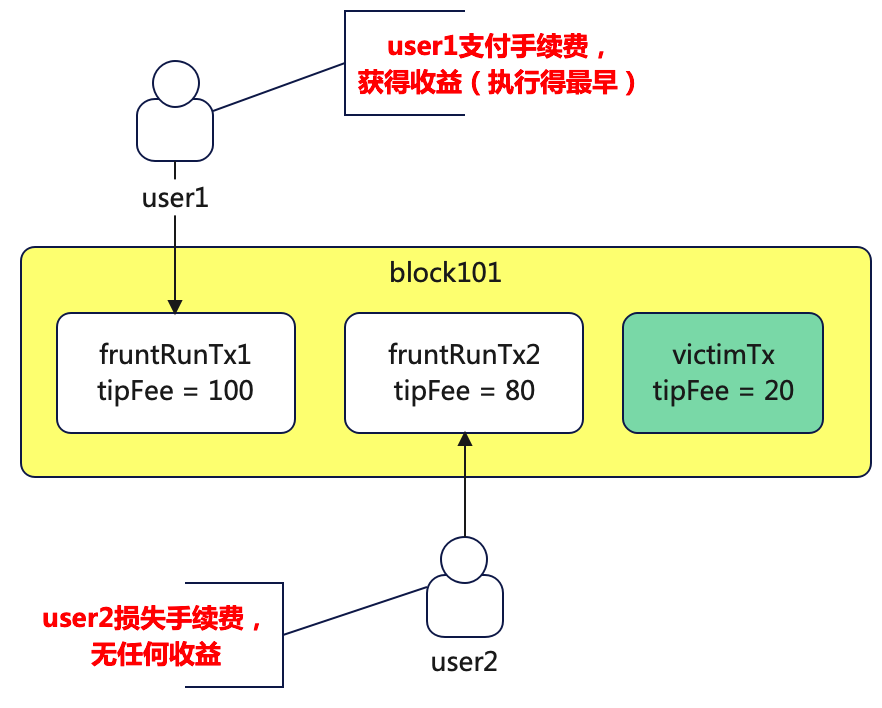 user1支付手续费，
获得收益（执行得最早）
user1
block101
fruntRunTx1
tipFee = 100
fruntRunTx2
tipFee = 80
victimTx
tipFee = 20
user2损失手续费，
无任何收益
user2